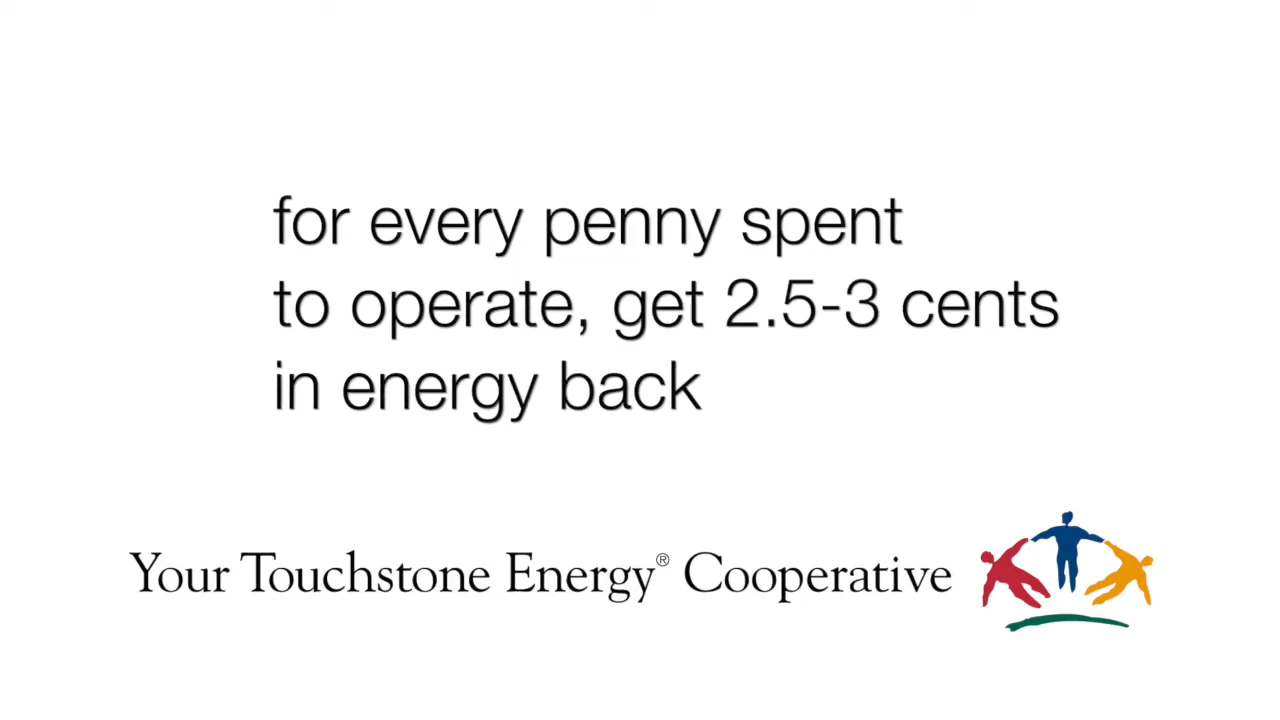 for every penny spent
to operate, get 2.5-3 cents
in energy back
Your Touchstone Energy® Cooperative